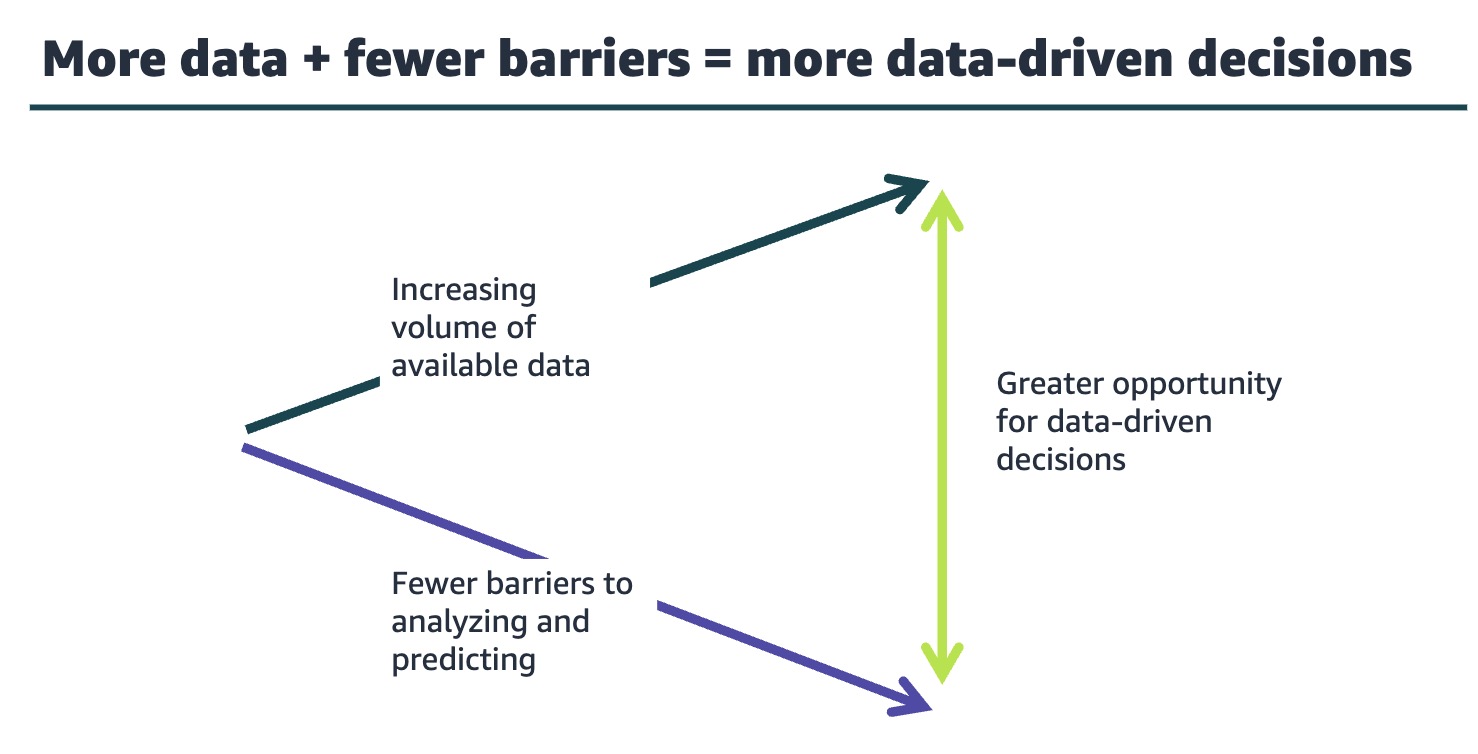 More data + fewer barriers = more data-driven decisions
Increasing
volume of
available data
Greater opportunity
for data-driven
decisions
Fewer barriers to
analyzing and
predicting